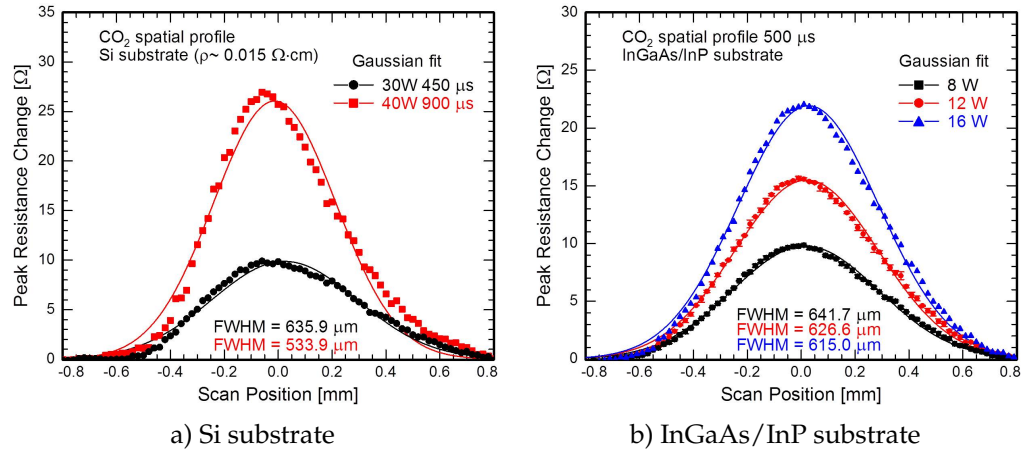 CO₂ spatial profile
Si substrate (ρ~ 0.015 Ω·cm)
Gaussian fit
30W 450 μs
40W 900 μs
FWHM = 635.9 μm
FWHM = 533.9 μm
Peak Resistance Change [Ω]
35
30
25
20
15
10
5
0
-0.8 -0.6 -0.4 -0.2 0.0 0.2 0.4 0.6 0.8
Scan Position [mm]
a) Si substrate
CO₂ spatial profile 500 μs
InGaAs/InP substrate
Gaussian fit
8 W
12 W
16 W
FWHM = 641.7 μm
FWHM = 626.6 μm
FWHM = 615.0 μm
Peak Resistance Change [Ω]
30
25
20
15
10
5
0
-0.8 -0.6 -0.4 -0.2 0.0 0.2 0.4 0.6 0.8
Scan Position [mm]
b) InGaAs/InP substrate